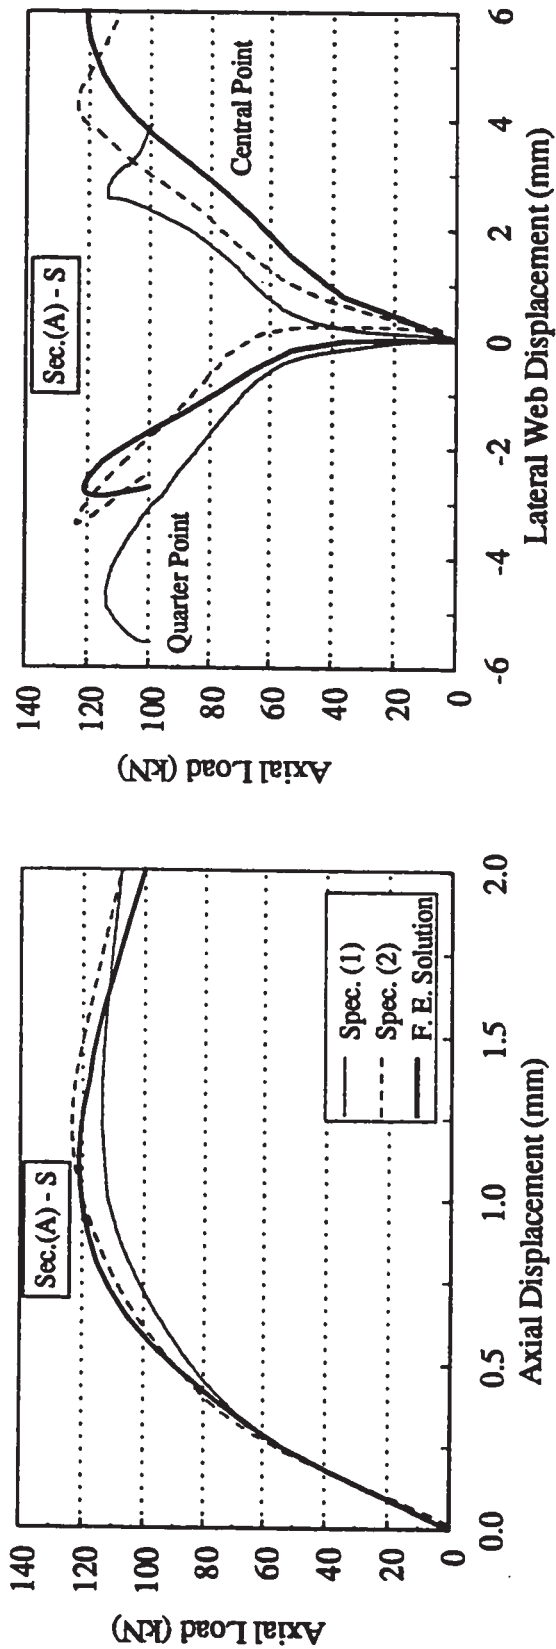 Sec.(A) - S
Axial Load (kN)
140
120
100
80
60
40
20
0
0.0
0.5
1.0
1.5
2.0
Axial Displacement (mm)
Spec. (1)
Spec. (2)
F. E. Solution
Sec.(A) - S
Axial Load (kN)
140
120
100
80
60
40
20
0
-6
-4
-2
0
2
4
6
Lateral Web Displacement (mm)
Quarter Point
Central Point